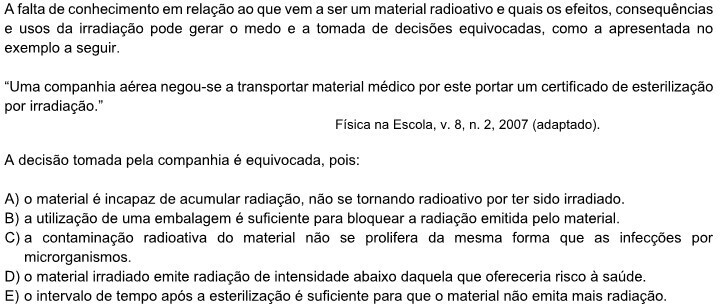 A falta de conhecimento em relação ao que vem a ser um material radioativo e quais os efeitos, consequências
e usos da irradiação pode gerar o medo e a tomada de decisões equivocadas, como a apresentada no
exemplo a seguir.
“Uma companhia aérea negou-se a transportar material médico por este portar um certificado de esterilização
por irradiação.”
Física na Escola, v. 8, n. 2, 2007 (adaptado).
A decisão tomada pela companhia é equivocada, pois:
A) o material é incapaz de acumular radiação, não se tornando radioativo por ter sido irradiado.
B) a utilização de uma embalagem é suficiente para bloquear a radiação emitida pelo material.
C) a contaminação radioativa do material não se prolifera da mesma forma que as infecções por
microrganismos.
D) o material irradiado emite radiação de intensidade abaixo daquela que ofereceria risco à saúde.
E) o intervalo de tempo após a esterilização é suficiente para que o material não emita mais radiação.